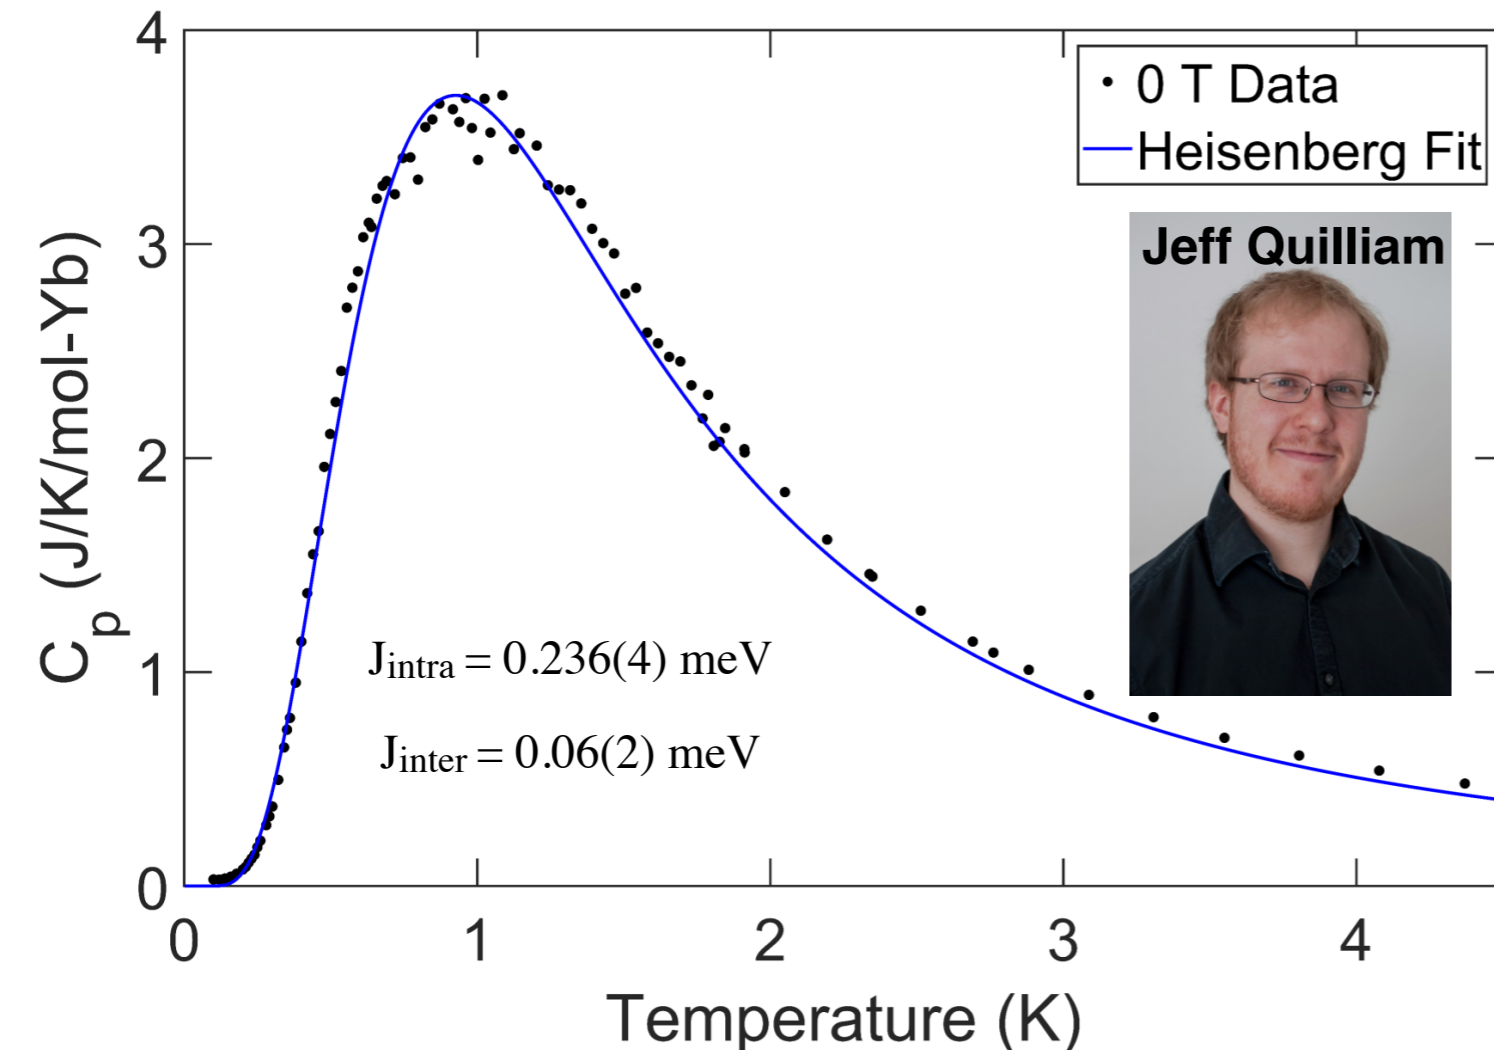 4
3
2
1
0
0
1
2
3
4
Cp (J/K/mol-Yb)
Temperature (K)
0 T Data
Heisenberg Fit
Jeff Quilliam
Jintra = 0.236(4) meV
Jinter = 0.06(2) meV